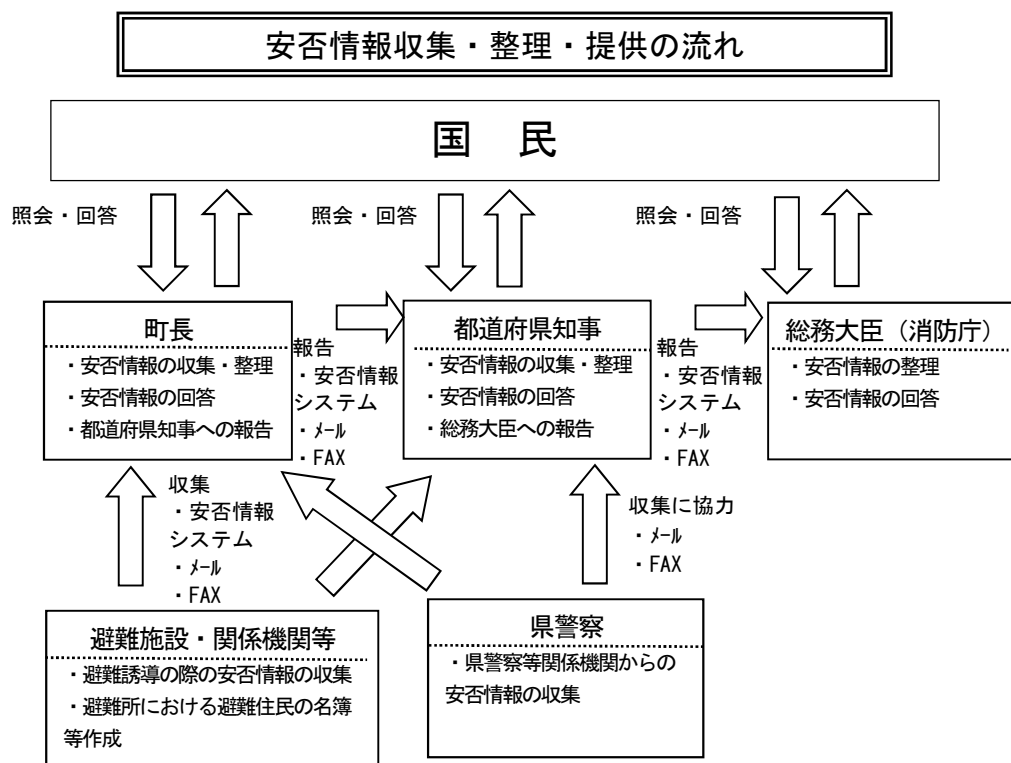 安否情報収集・整理・提供の流れ
国　民
照会・回答
照会・回答
照会・回答
町長
・安否情報の収集・整理
・安否情報の回答
・都道府県知事への報告
報告
・安否情報
システム
・ﾒｰﾙ
・FAX
都道府県知事
・安否情報の収集・整理
・安否情報の回答
・総務大臣への報告
報告
・安否情報
システム
・ﾒｰﾙ
・FAX
総務大臣（消防庁）
・安否情報の整理
・安否情報の回答
収集
・安否情報
システム
・ﾒｰﾙ
・FAX
収集に協力
・ﾒｰﾙ
・FAX
避難施設・関係機関等
・避難誘導の際の安否情報の収集
・避難所における避難住民の名簿
等作成
県警察
・県警察等関係機関からの
安否情報の収集